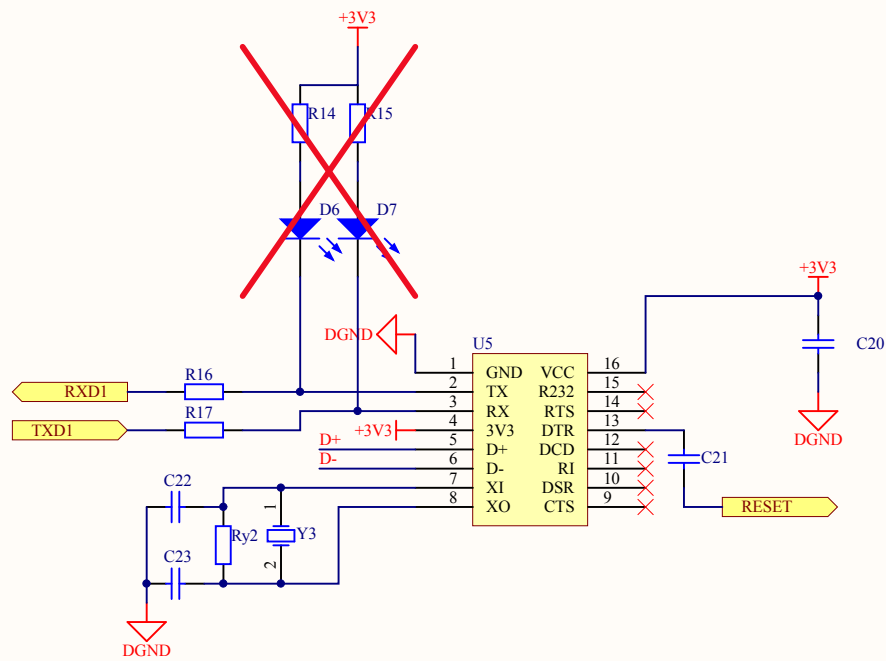 +3V3
R14
R15
D6
D7
+3V3
DGND
U5
C20
1
GND
VCC
16
R16
RXD1
2
TX
R232
15
R17
3
RX
RTS
14
TXD1
+3V3
4
3V3
DTR
13
DGND
D+
5
D+
DCD
12
C21
D-
6
D-
RI
11
C22
7
XI
DSR
10
8
XO
CTS
9
RESET
1
Ry2
Y3
C23
2
DGND